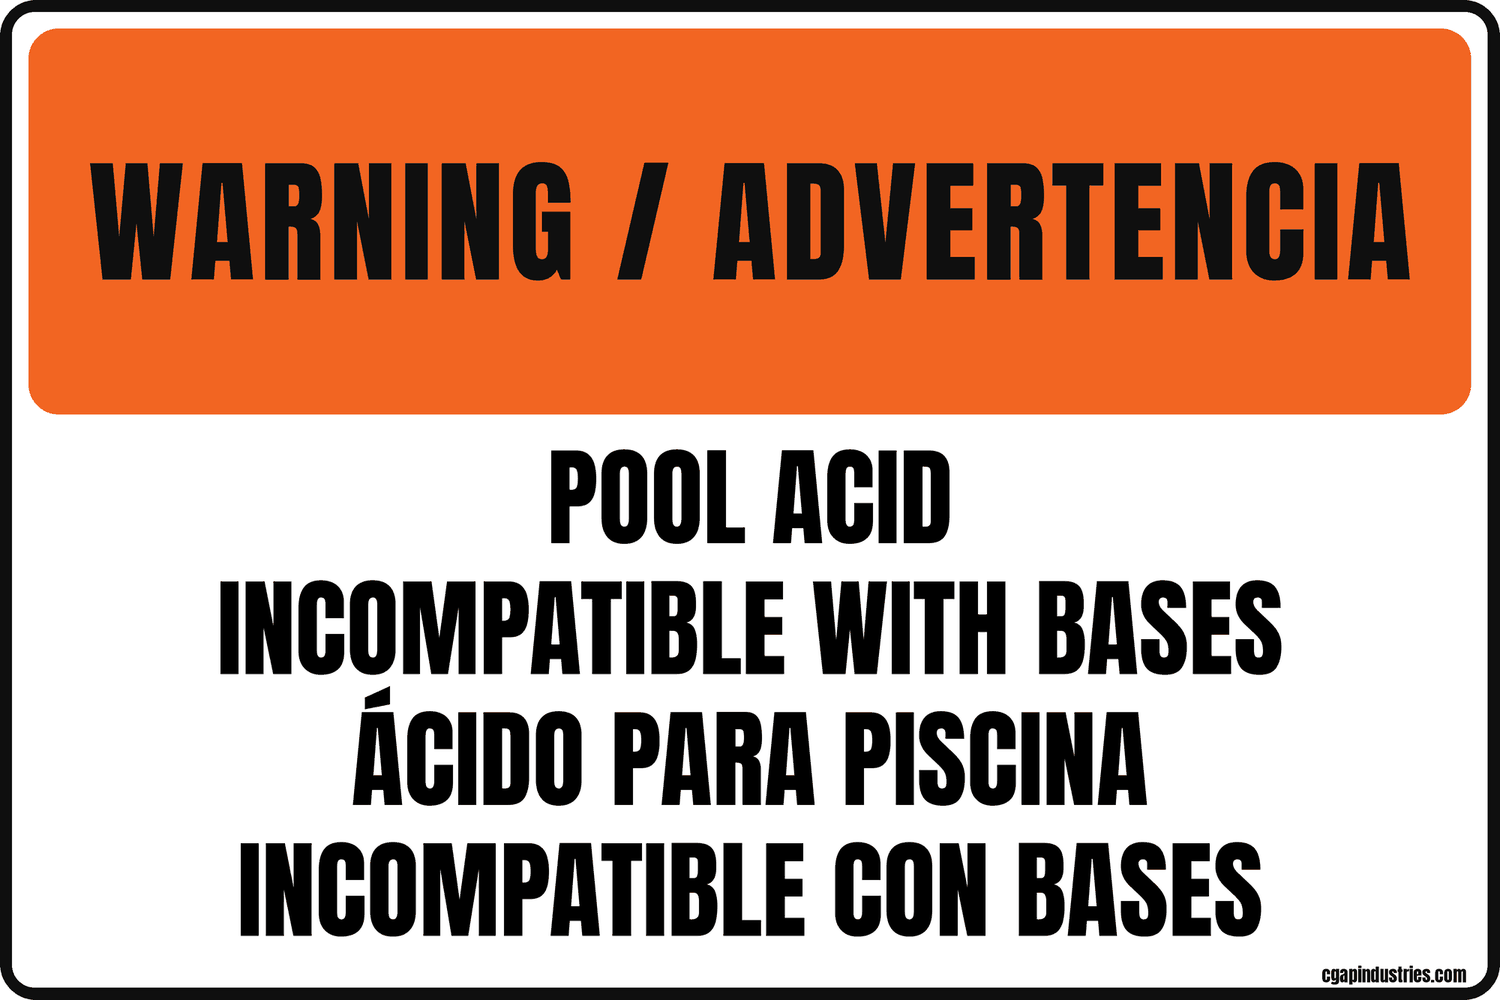 WARNING / ADVERTENCIA
POOL ACID
INCOMPATIBLE WITH BASES
ÁCIDO PARA PISCINA
INCOMPATIBLE CON BASES
cgapindustries.com